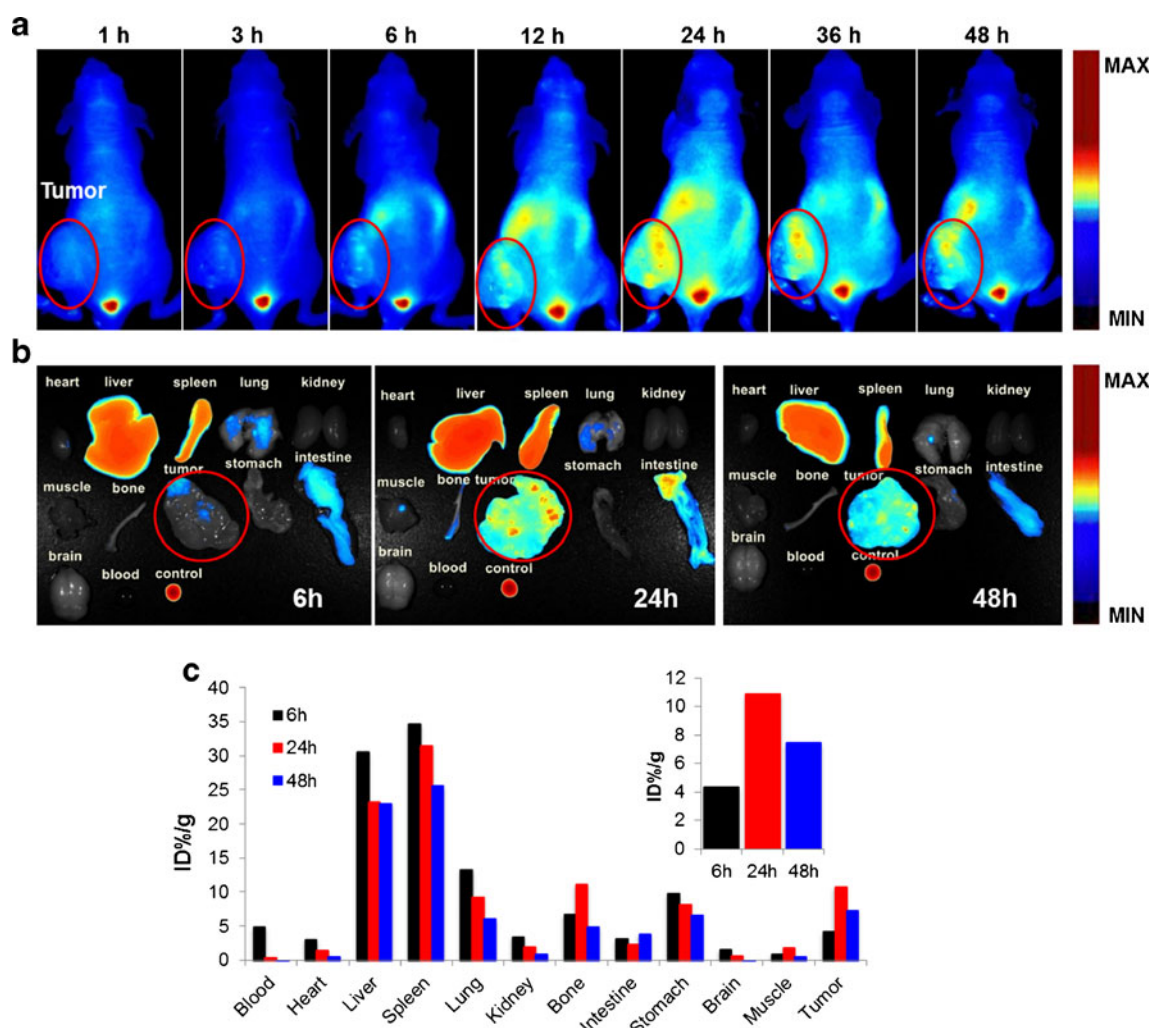 a
1 h 3 h 6 h 12 h 24 h 36 h 48 h
MAX
Tumor
MIN
b
heart liver spleen lung kidney
muscle bone tumor stomach intestine
brain blood control
6h
heart liver spleen lung kidney
muscle bone tumor stomach intestine
brain blood control
24h
heart liver spleen lung kidney
muscle bone tumor stomach intestine
brain blood control
48h
MAX
MIN
c
ID%/g
40
35
30
25
20
15
10
5
0
6h
24h
48h
ID%/g
12
10
8
6
4
2
0
6h 24h 48h
Blood Heart Liver Spleen Lung Kidney Bone Intestine Stomach Brain Muscle Tumor